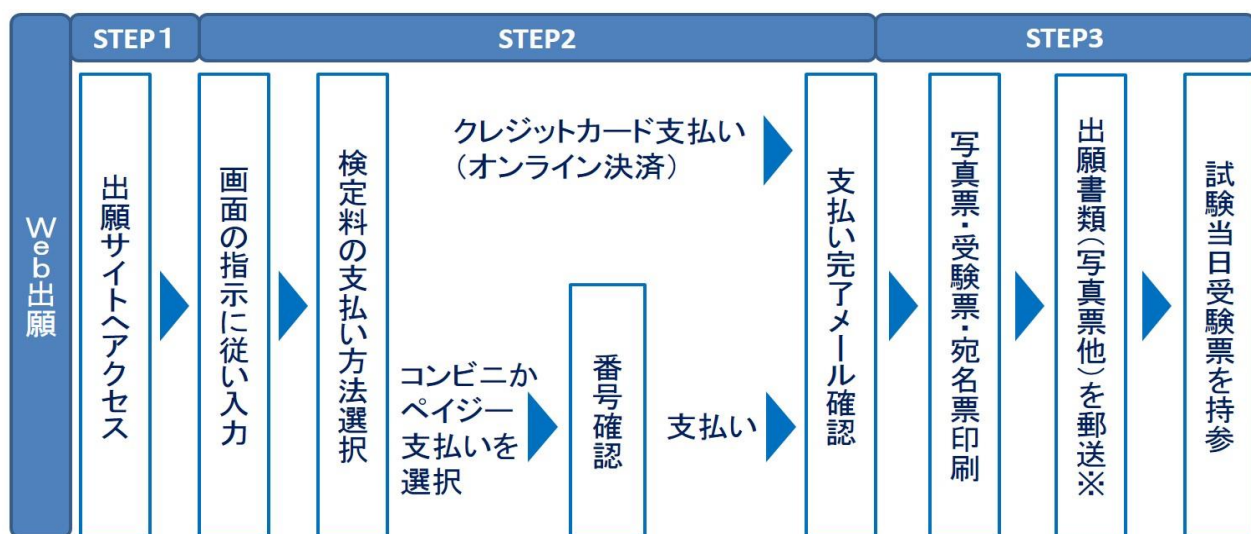 STEP1
STEP2
STEP3
Web出願
出願サイトへアクセス
画面の指示に従い入力
検定料の支払い方法選択
クレジットカード支払い
(オンライン決済)
コンビニか
ペイジー
支払いを
選択
番号確認
支払い
支払い完了メール確認
写真票・受験票・宛名票印刷
出願書類(写真票他)を郵送※
試験当日受験票を持参